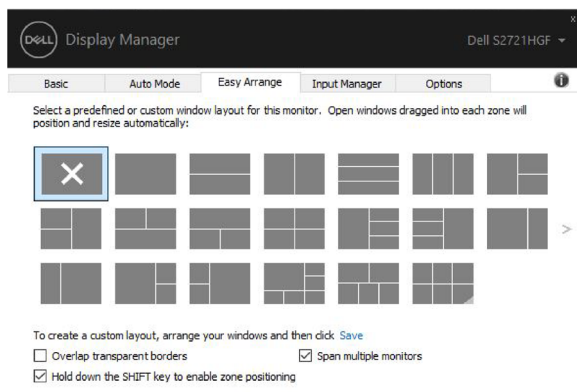 x
DELL Display Manager Dell S2721HGF
Basic Auto Mode Easy Arrange Input Manager Options i
Select a predefined or custom window layout for this monitor. Open windows dragged into each zone will
position and resize automatically:
To create a custom layout, arrange your windows and then click Save
Overlap transparent borders Span multiple monitors
Hold down the SHIFT key to enable zone positioning